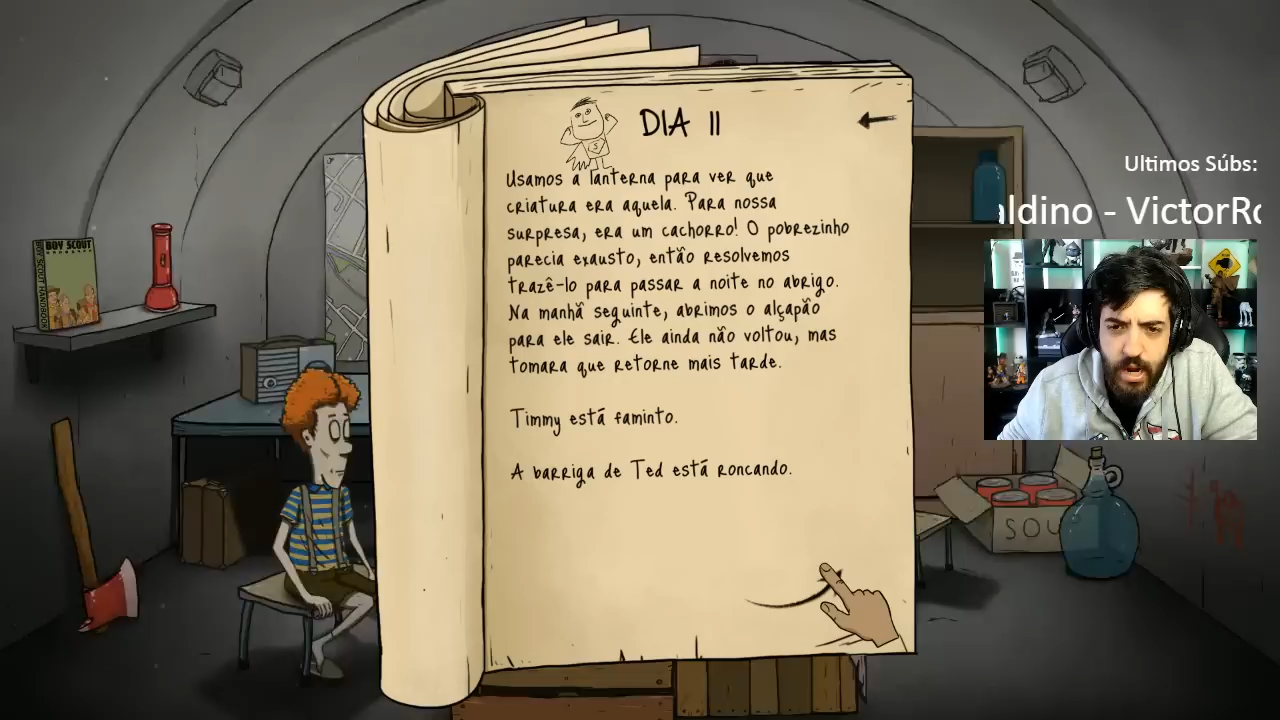 DIA 11
Usamos a lanterna para ver que
criatura era aquela. Para nossa
surpresa, era um cachorro! O pobrezinho
parecia exausto, então resolvemos
trazê-lo para passar a noite no abrigo.
Na manhã seguinte, abrimos o alçapão
para ele sair. Ele ainda não voltou, mas
tomara que retorne mais tarde.
Timmy está faminto.
A barriga de Ted está roncando.
Ultimos Súbs:
aldino - VictorRo
BOY SCOUT
BOY SCOUT HANDBOOK
SOU